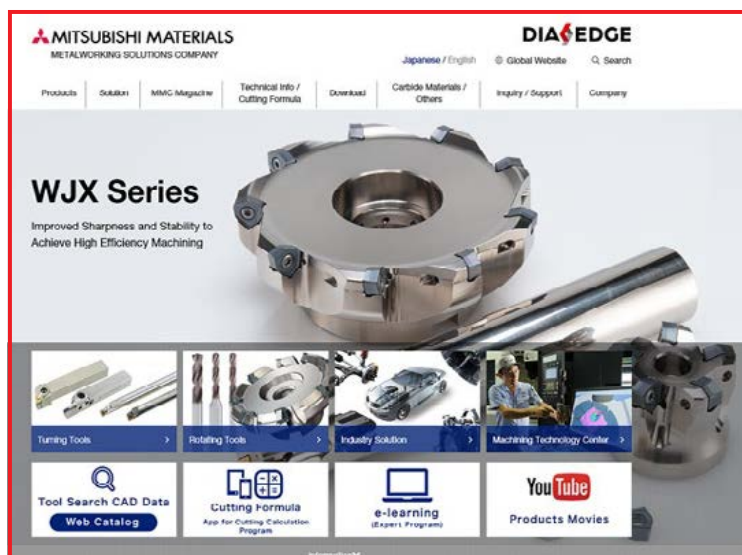 MITSUBISHI MATERIALS
METALWORKING SOLUTIONS COMPANY
DIAEDGE
Japanese / English
Global Website
Search
Products
Solution
MMC Magazine
Technical Info /
Cutting Formula
Download
Carbide Materials /
Others
Inquiry / Support
Company
WJX Series
Improved Sharpness and Stability to
Achieve High Efficiency Machining
Turning Tools >
Rotating Tools >
Industry Solution >
Machining Technology Center >
Tool Search CAD Data
Web Catalog
Cutting Formula
App for Cutting Calculation
Program
e-learning
(Expert Program)
YouTube
Products Movies